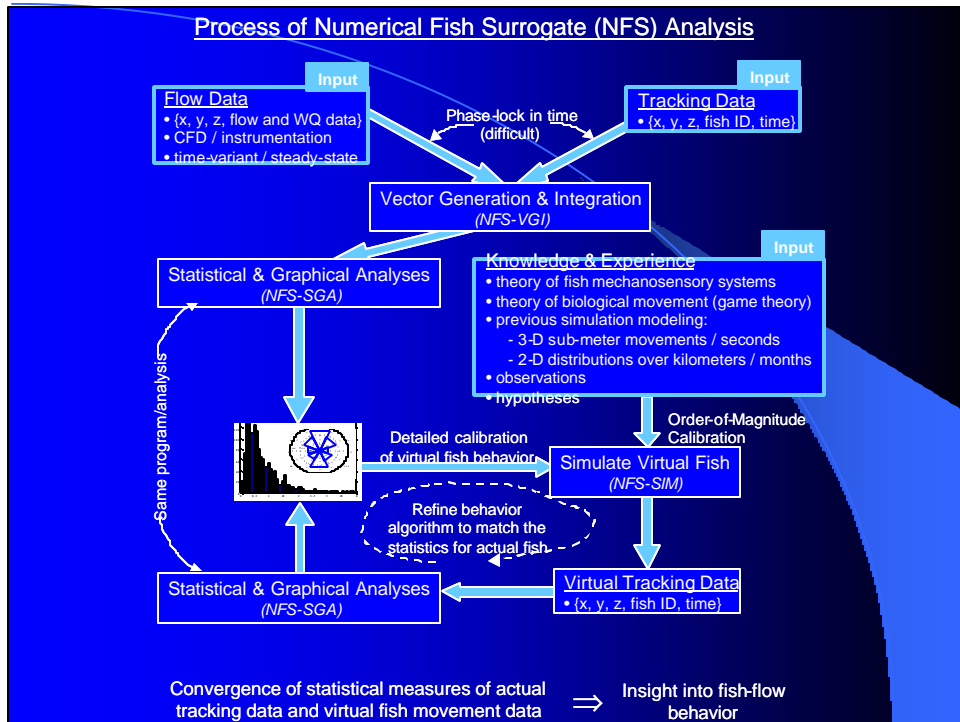 Process of Numerical Fish Surrogate (NFS) Analysis
Input
Flow Data
• {x, y, z, flow and WQ data}
• CFD / instrumentation
• time-variant / steady-state
Phase-lock in time
(difficult)
Input
Tracking Data
• {x, y, z, fish ID, time}
Vector Generation & Integration
(NFS-VGI)
Statistical & Graphical Analyses
(NFS-SGA)
Input
Knowledge & Experience
• theory of fish mechanosensory systems
• theory of biological movement (game theory)
• previous simulation modeling:
- 3-D sub-meter movements / seconds
- 2-D distributions over kilometers / months
• observations
• hypotheses
Same program/analysis
Order-of-Magnitude
Calibration
Detailed calibration
of virtual fish behavior
Simulate Virtual Fish
(NFS-SIM)
Refine behavior
algorithm to match the
statistics for actual fish
Statistical & Graphical Analyses
(NFS-SGA)
Virtual Tracking Data
• {x, y, z, fish ID, time}
Convergence of statistical measures of actual
tracking data and virtual fish movement data
⇒
Insight into fish-flow
behavior